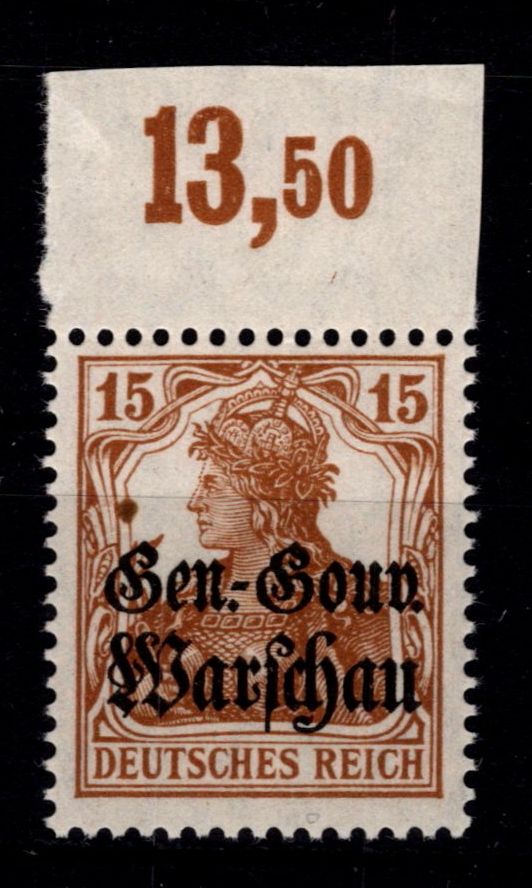 13,50
15 15
Gen.-Gouv.
Warſchau
DEUTSCHES REICH